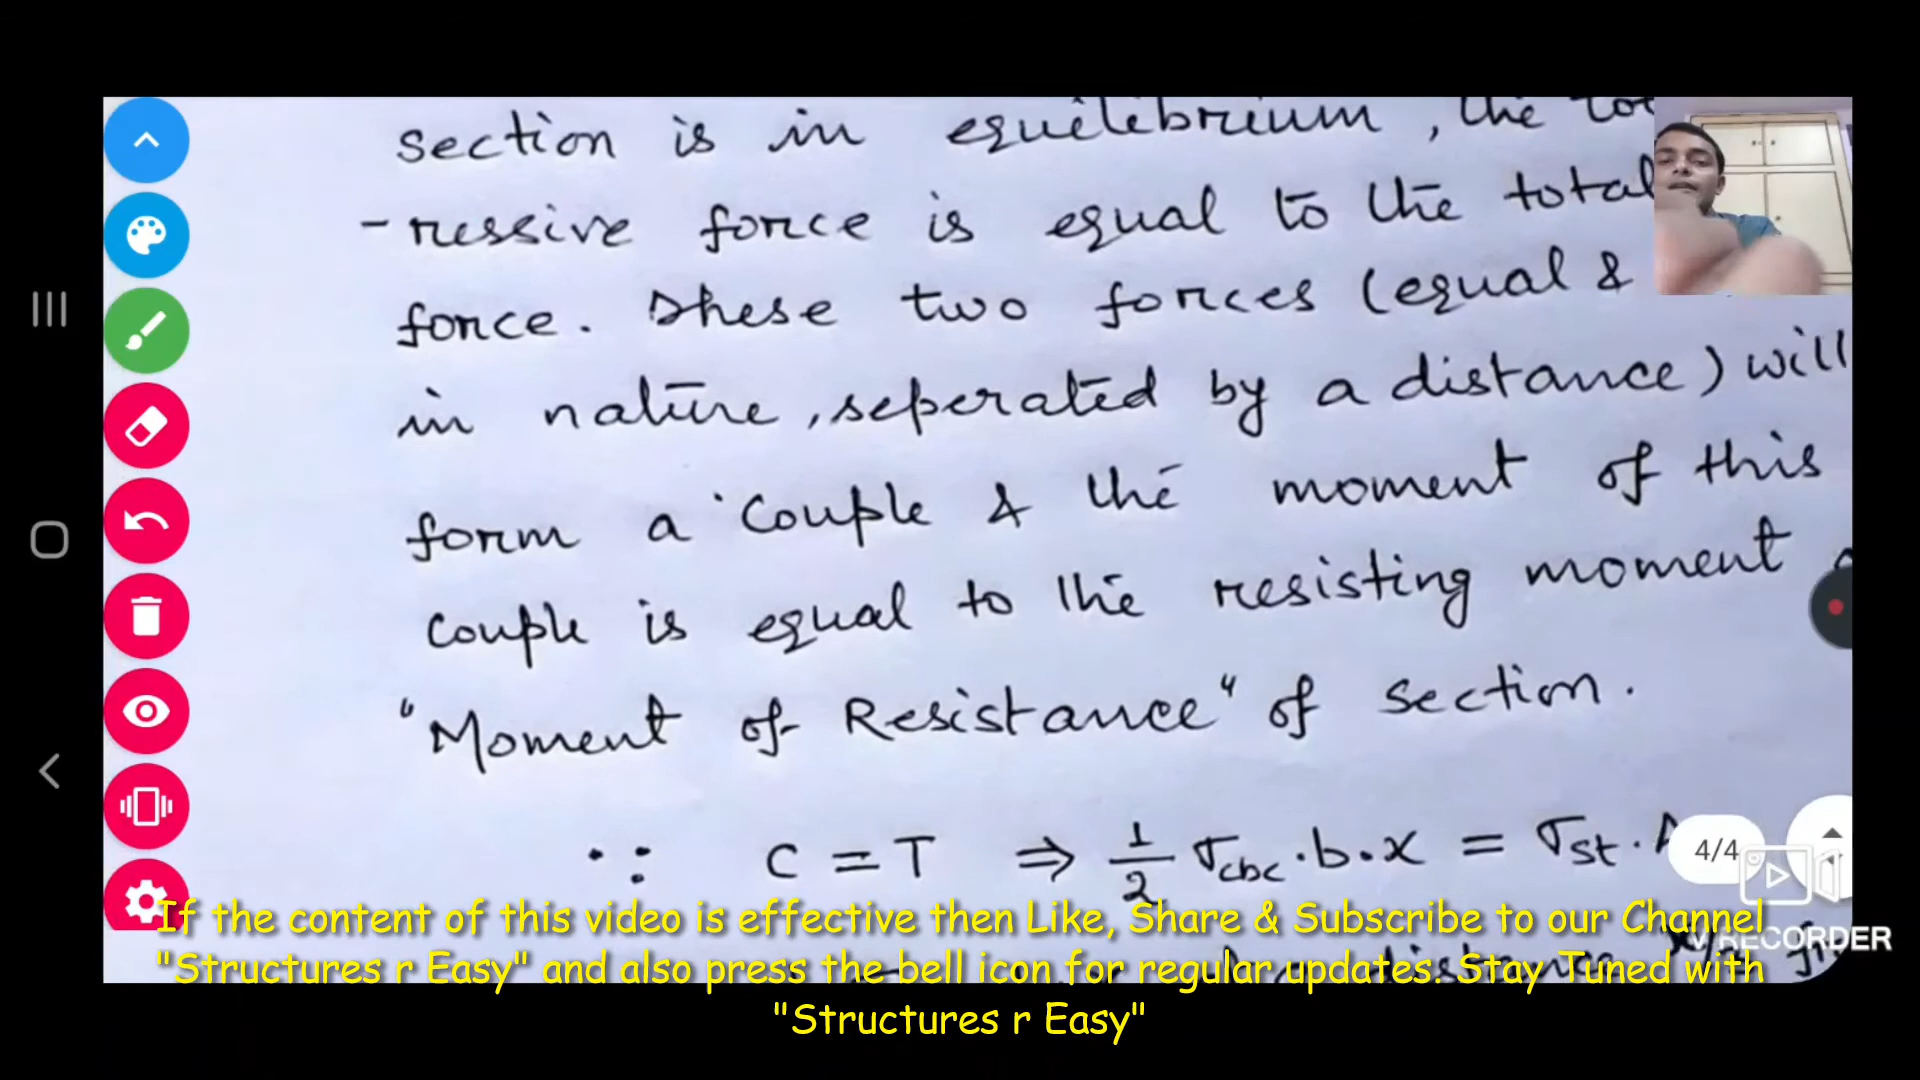 section is in equilibrium, the
-ressive force is equal to the total
force. These two forces (equal &
in nature, seperated by a distance) will
form a couple & the moment of this
couple is equal to the resisting moment
"Moment of Resistance" of section.
∵ C = T ⇒ 1/2 σcbc . b . x = σst .
4/4
V RECORDER
If the content of this video is effective then Like, Share & Subscribe to our Channel
"Structures r Easy" and also press the bell icon for regular updates. Stay Tuned with
"Structures r Easy"